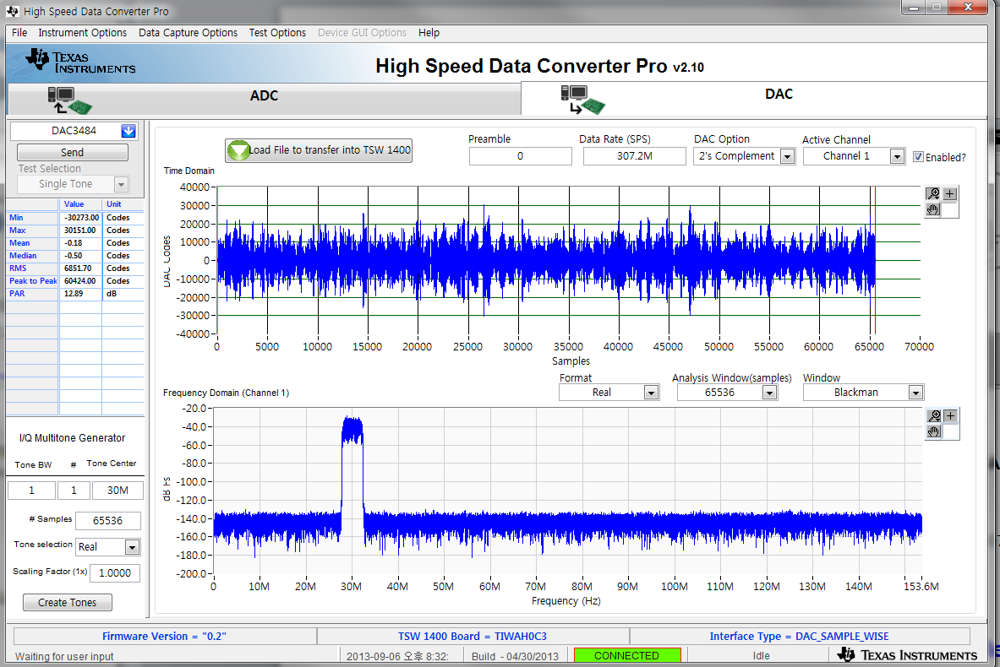 High Speed Data Converter Pro
File Instrument Options Data Capture Options Test Options Device GUI Options Help
TEXAS
INSTRUMENTS
High Speed Data Converter Pro v2.10
ADC
DAC
DAC3484
Send
Test Selection
Single Tone
Value Unit
Min -30273.00 Codes
Max 30151.00 Codes
Mean -0.18 Codes
Median -0.50 Codes
RMS 6851.70 Codes
Peak to Peak 60424.00 Codes
PAR 12.89 dB
I/Q Multitone Generator
Tone BW # Tone Center
1 1 30M
# Samples 65536
Tone selection Real
Scaling Factor (1x) 1.0000
Create Tones
Load File to transfer into TSW 1400
Preamble
0
Data Rate (SPS)
307.2M
DAC Option
2's Complement
Active Channel
Channel 1
Enabled?
Time Domain
40000
30000
20000
10000
0
-10000
-20000
-30000
-40000
DAC Codes
0 5000 10000 15000 20000 25000 30000 35000 40000 45000 50000 55000 60000 65000 70000
Samples
Format
Real
Analysis Window(samples)
65536
Window
Blackman
Frequency Domain (Channel 1)
-20.0
-40.0
-60.0
-80.0
-100.0
-120.0
-140.0
-160.0
-180.0
-200.0
dB Fs
0 10M 20M 30M 40M 50M 60M 70M 80M 90M 100M 110M 120M 130M 140M 153.6M
Frequency (Hz)
Firmware Version = "0.2" TSW 1400 Board = TIWAH0C3 Interface Type = DAC_SAMPLE_WISE
Waiting for user input 2013-09-06 오후 8:32: Build - 04/30/2013 CONNECTED Idle TEXAS INSTRUMENTS